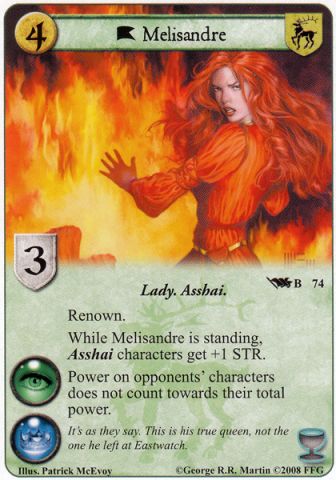 4
Melisandre
3
B 74
Lady. Asshai.
Renown.
While Melisandre is standing,
Asshai characters get +1 STR.
Power on opponents' characters
does not count towards their total
power.
It's as they say. This is his true queen, not the
one he left at Eastwatch.
Illus. Patrick McEvoy
©George R.R. Martin ©2008 FFG